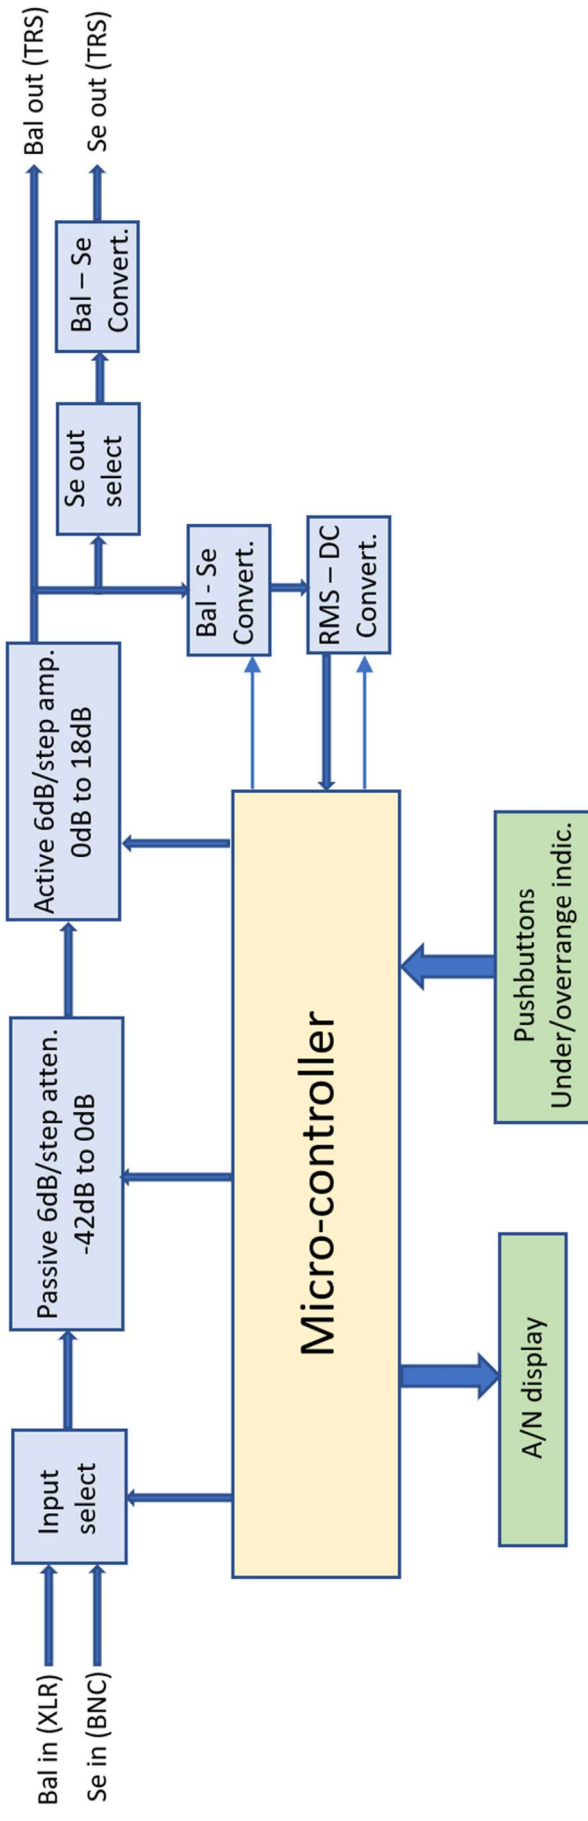 Bal in (XLR)
Se in (BNC)
Input
select
Passive 6dB/step atten.
-42dB to 0dB
Active 6dB/step amp.
0dB to 18dB
Bal out (TRS)
Se out (TRS)
Se out
select
Bal – Se
Convert.
Bal - Se
Convert.
RMS – DC
Convert.
Micro-controller
A/N display
Pushbuttons
Under/overrange indic.